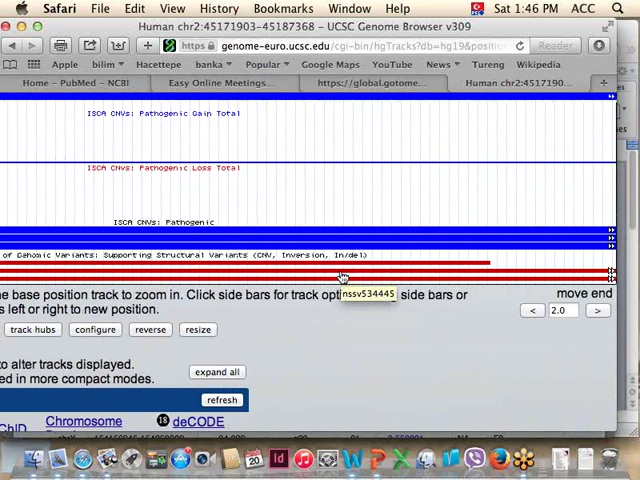 Safari File Edit View History Bookmarks Window Help Sat 1:46 PM ACC
Human chr2:45171903-45187368 - UCSC Genome Browser v309
https genome-euro.ucsc.edu/cgi-bin/hgTracks?db=hg19&position Reader
Apple bilim Hacettepe banka Popular Google Maps YouTube News Tureng Wikipedia
Home - PubMed - NCBI Easy Online Meetings... https://global.gotome... Human chr2:4517190...
ISCA CNVs: Pathogenic Gain Total
ISCA CNVs: Pathogenic Loss Total
ISCA CNVs: Pathogenic
of Genomic Variants: Supporting Structural Variants (CNV, Inversion, In/del)
he base position track to zoom in. Click side bars for track opti nssv534445 side bars or move end
s left or right to new position. < 2.0 >
track hubs configure reverse resize
to alter tracks displayed. expand all
ed in more compact modes.
refresh
Chromosome 18 deCODE